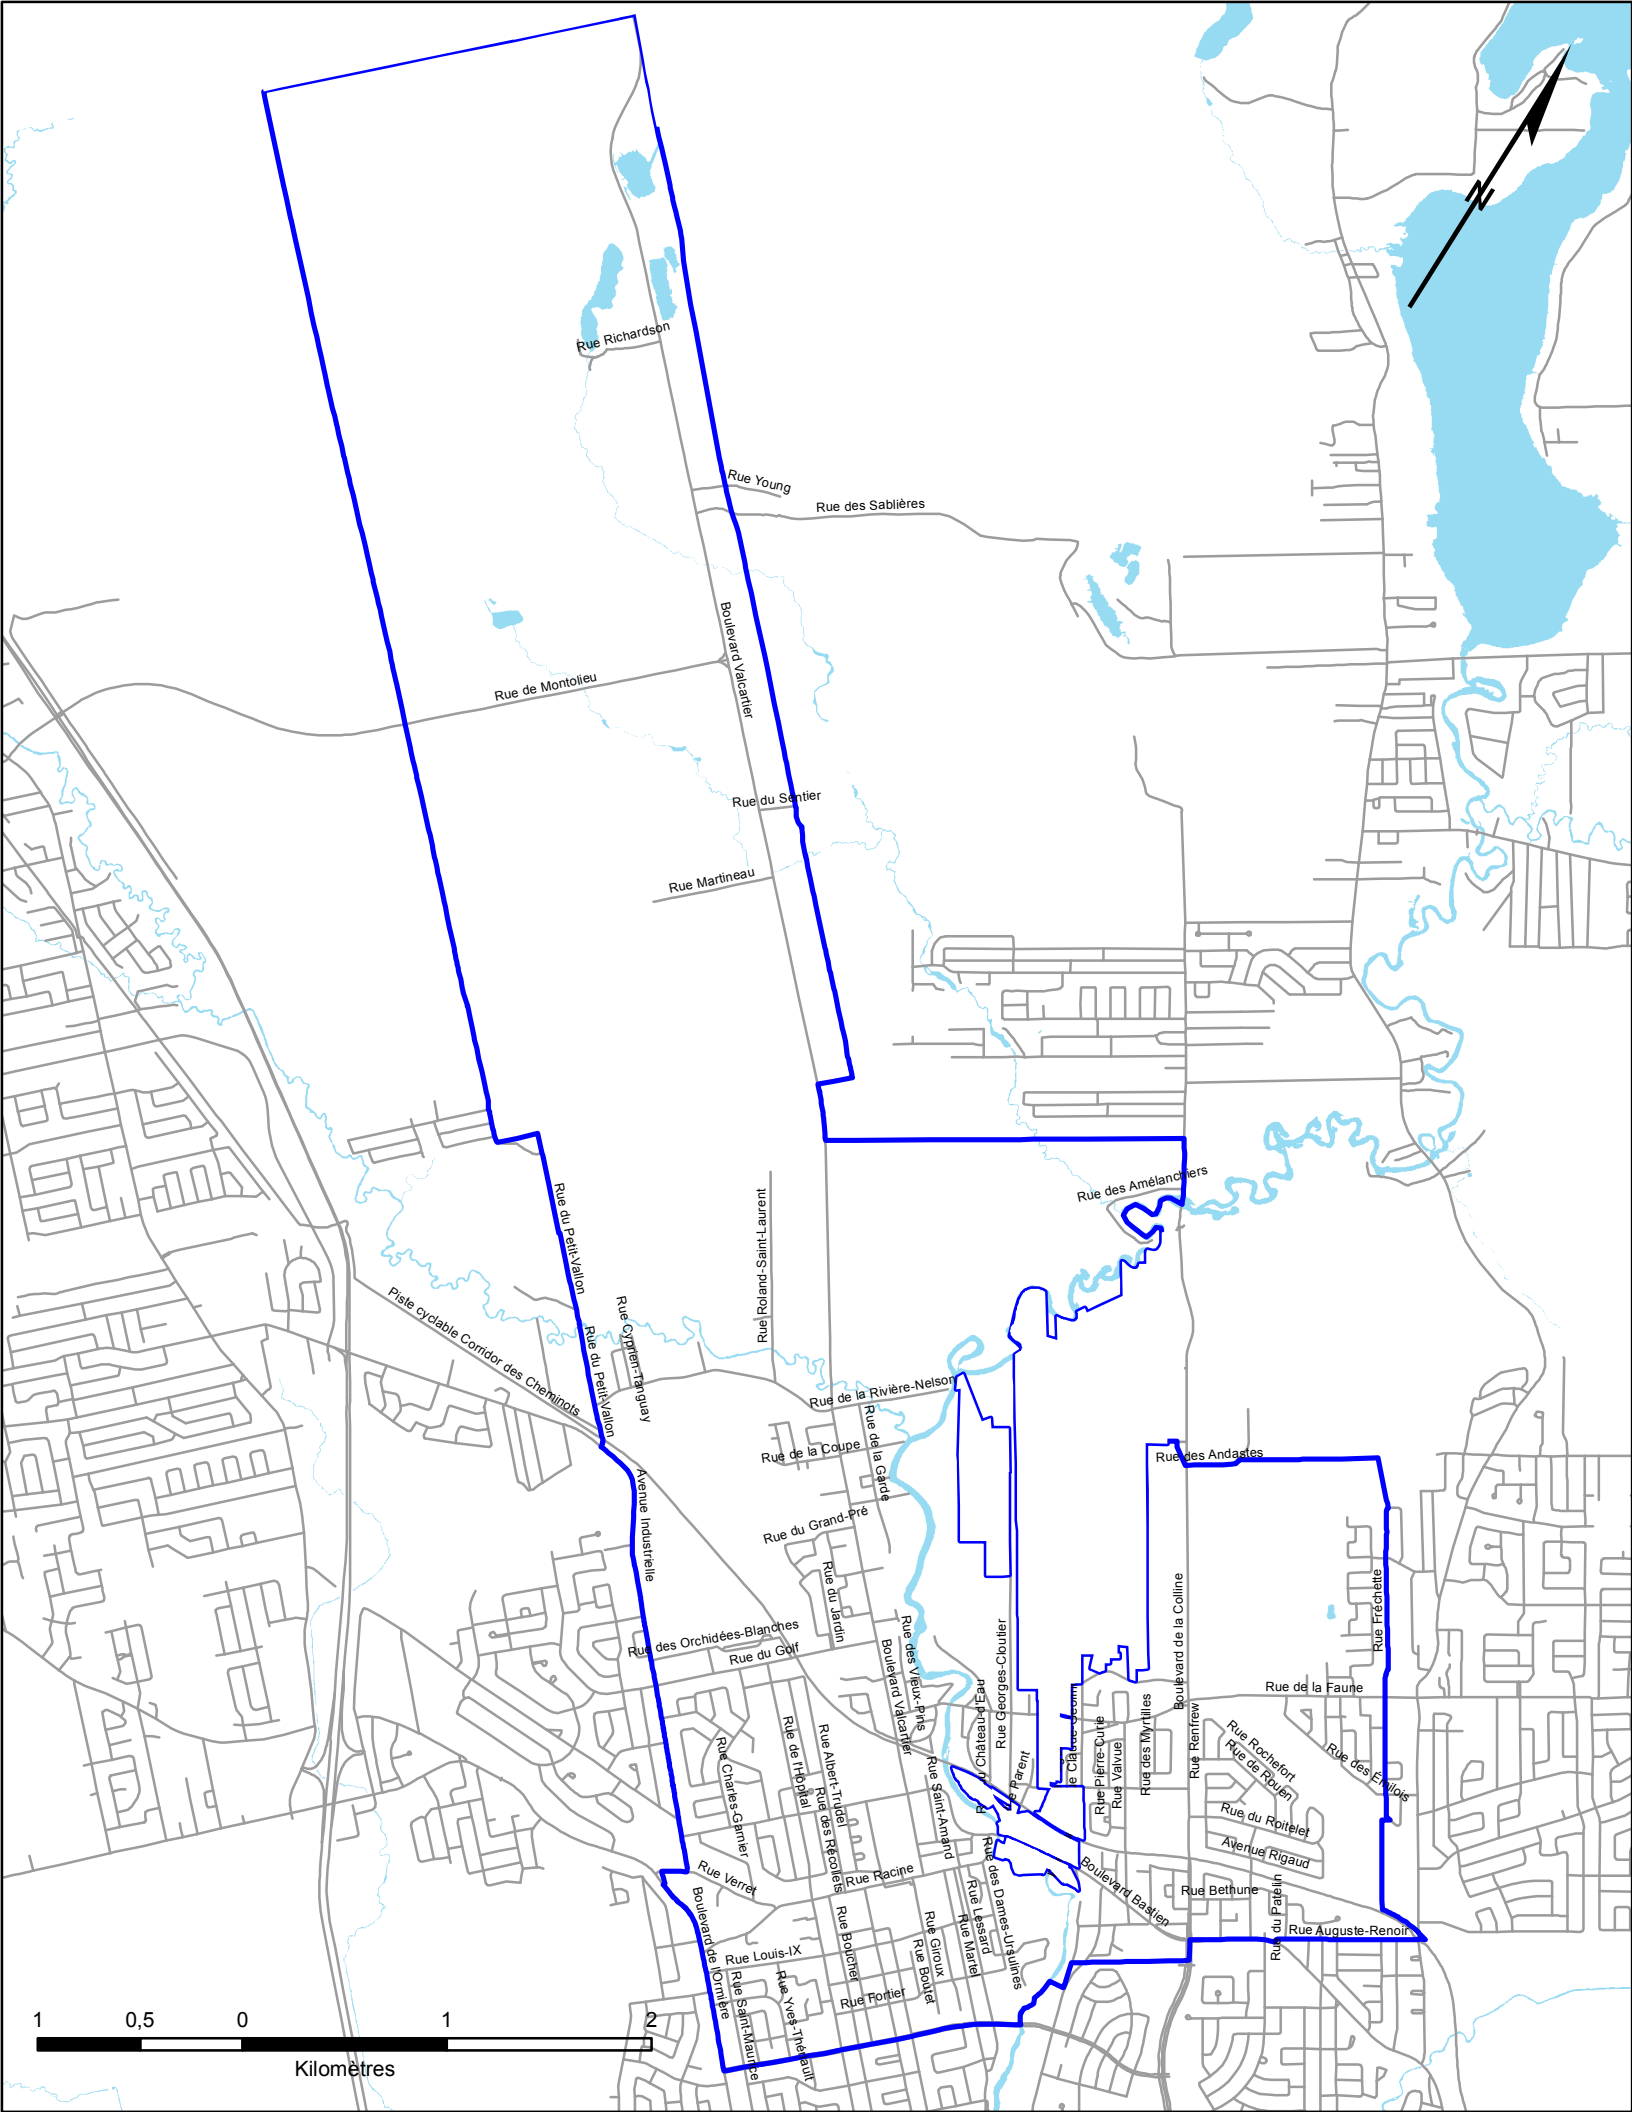 N
Rue Richardson
Rue Young
Rue des Sablières
Boulevard Valcartier
Rue de Montolieu
Rue du Sentier
Rue Martineau
Rue des Amélanchiers
Rue du Petit-Vallon
Rue Roland-Saint-Laurent
Piste cyclable Corridor des Cheminots
Rue Cyprien-Tanguay
Rue du Petit-Vallon
Rue de la Rivière-Nelson
Rue de la Garde
Rue de la Coupe
Rue des Andastes
Avenue Industrielle
Rue du Grand-Pré
Rue du Jardin
Rue Fréchette
Boulevard de la Colline
Rue des Orchidées-Blanches
Rue du Golf
Rue des Vieux-Pins
Boulevard Valcartier
Rue Georges-Cloutier
Rue de la Faune
Rue Renfrew
Rue des Myrtilles
Rue Pierre-Curie
Rue Valvue
Rue Rochefort
Rue de Rouen
Rue des Émilois
Rue Charles-Garnier
Rue de l'Hôpital
Rue Albert-Trudel
Rue des Récollets
Rue Saint-Amand
Rue du Roitelet
Avenue Rigaud
Rue Verret
Rue Racine
Rue des Dames-Ursulines
Boulevard Bastien
Rue Bethune
Rue du Patelin
Rue Auguste-Renoir
Boulevard de l'Ormière
Rue Louis-IX
Rue Boucher
Rue Giroux
Rue Boutet
Rue Lessard
Rue Martel
Rue Fortier
Rue Saint-Maurice
Rue Yves-Thériault
1 0,5 0 1 2
Kilomètres